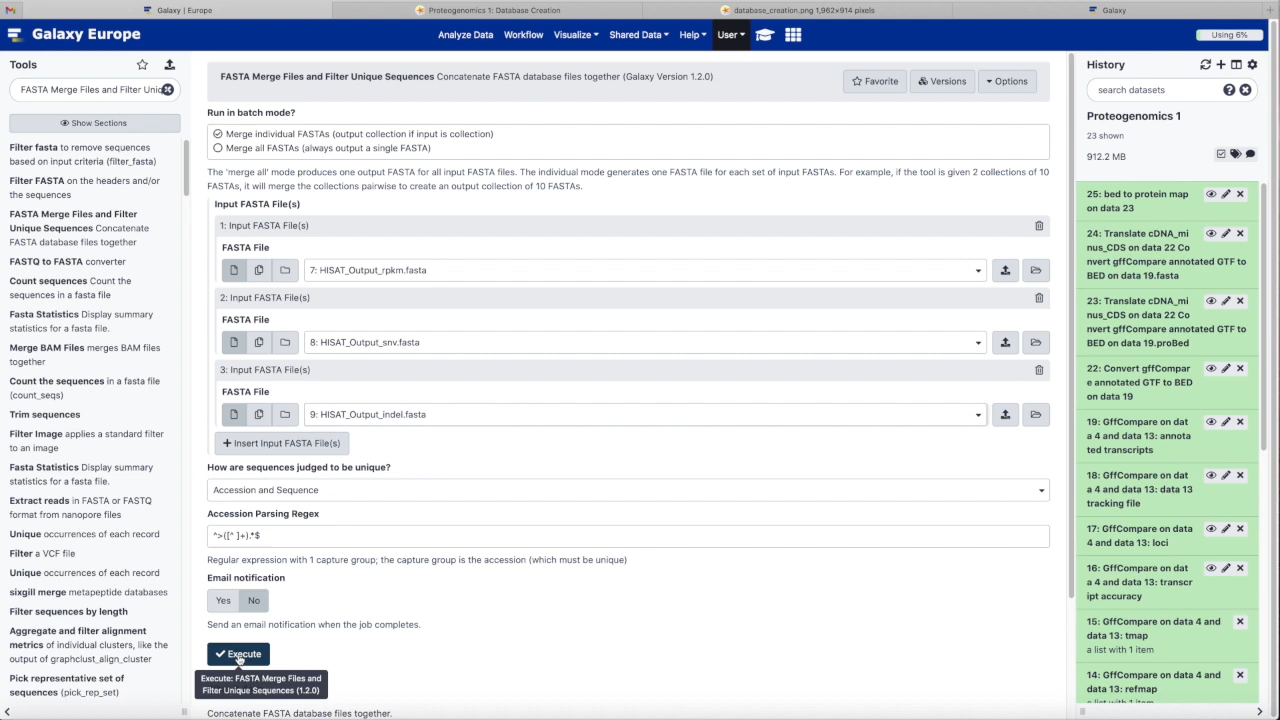 Galaxy | Europe
Proteogenomics 1: Database Creation
database_creation.png 1,962×914 pixels
Galaxy
Galaxy Europe
Analyze Data
Workflow
Visualize
Shared Data
Help
User
Using 6%
Tools
FASTA Merge Files and Filter Uniq
Show Sections
Filter fasta to remove sequences
based on input criteria (filter_fasta)
Filter FASTA on the headers and/or
the sequences
FASTA Merge Files and Filter
Unique Sequences Concatenate
FASTA database files together
FASTQ to FASTA converter
Count sequences Count the
sequences in a fasta file
Fasta Statistics Display summary
statistics for a fasta file.
Merge BAM Files merges BAM files
together
Count the sequences in a fasta file
(count_seqs)
Trim sequences
Filter Image applies a standard filter
to an image
Fasta Statistics Display summary
statistics for a fasta file.
Extract reads in FASTA or FASTQ
format from nanopore files
Unique occurrences of each record
Filter a VCF file
Unique occurrences of each record
sixgill merge metapeptide databases
Filter sequences by length
Aggregate and filter alignment
metrics of individual clusters, like the
output of graphclust_align_cluster
Pick representative set of
sequences (pick_rep_set)
FASTA Merge Files and Filter Unique Sequences Concatenate FASTA database files together (Galaxy Version 1.2.0)
Favorite
Versions
Options
Run in batch mode?
Merge individual FASTAs (output collection if input is collection)
Merge all FASTAs (always output a single FASTA)
The 'merge all' mode produces one output FASTA for all input FASTA files. The individual mode generates one FASTA file for each set of input FASTAs. For example, if the tool is given 2 collections of 10
FASTAs, it will merge the collections pairwise to create an output collection of 10 FASTAs.
Input FASTA File(s)
1: Input FASTA File(s)
FASTA File
7: HISAT_Output_rpkm.fasta
2: Input FASTA File(s)
FASTA File
8: HISAT_Output_snv.fasta
3: Input FASTA File(s)
FASTA File
9: HISAT_Output_indel.fasta
Insert Input FASTA File(s)
How are sequences judged to be unique?
Accession and Sequence
Accession Parsing Regex
^>([^ ]+).*$
Regular expression with 1 capture group; the capture group is the accession (which must be unique)
Email notification
Yes
No
Send an email notification when the job completes.
Execute
Execute: FASTA Merge Files and
Filter Unique Sequences (1.2.0)
Concatenate FASTA database files together.
History
search datasets
Proteogenomics 1
23 shown
912.2 MB
25: bed to protein map
on data 23
24: Translate cDNA_mi
nus_CDS on data 22 Co
nvert gffCompare annotated GTF to
BED on data 19.fasta
23: Translate cDNA_mi
nus_CDS on data 22 Co
nvert gffCompare annotated GTF to
BED on data 19.proBed
22: Convert gffCompar
e annotated GTF to BED
on data 19
19: GffCompare on dat
a 4 and data 13: annota
ted transcripts
18: GffCompare on dat
a 4 and data 13: data 13
tracking file
17: GffCompare on data
4 and data 13: loci
16: GffCompare on dat
a 4 and data 13: transcr
ipt accuracy
15: GffCompare on data 4 and
data 13: tmap
a list with 1 item
14: GffCompare on data 4 and
data 13: refmap
a list with 1 item